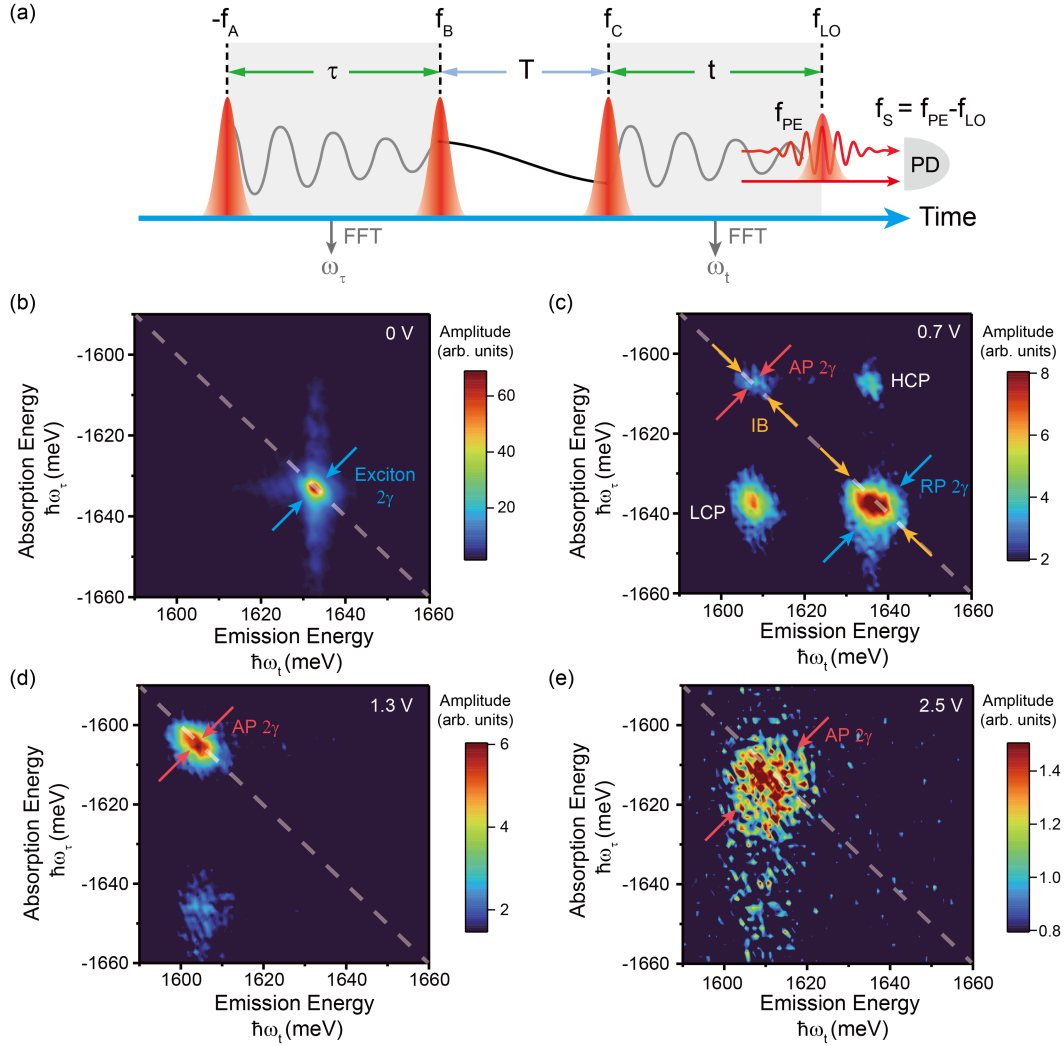 (a)
-f_A f_B f_C f_LO
τ T t
f_PE f_S = f_PE-f_LO
PD
Time
FFT FFT
ω_τ ω_t
(b)
0 V
Amplitude
(arb. units)
Exciton
2γ
60
40
20
-1600
-1620
-1640
-1660
Absorption Energy
ħω_τ (meV)
1600 1620 1640 1660
Emission Energy
ħω_t (meV)
(c)
0.7 V
Amplitude
(arb. units)
AP 2γ
HCP
IB
RP 2γ
LCP
8
6
4
2
-1600
-1620
-1640
-1660
Absorption Energy
ħω_τ (meV)
1600 1620 1640 1660
Emission Energy
ħω_t (meV)
(d)
1.3 V
Amplitude
(arb. units)
AP 2γ
6
4
2
-1600
-1620
-1640
-1660
Absorption Energy
ħω_τ (meV)
1600 1620 1640 1660
Emission Energy
ħω_t (meV)
(e)
2.5 V
Amplitude
(arb. units)
AP 2γ
1.4
1.2
1.0
0.8
-1600
-1620
-1640
-1660
Absorption Energy
ħω_τ (meV)
1600 1620 1640 1660
Emission Energy
ħω_t (meV)